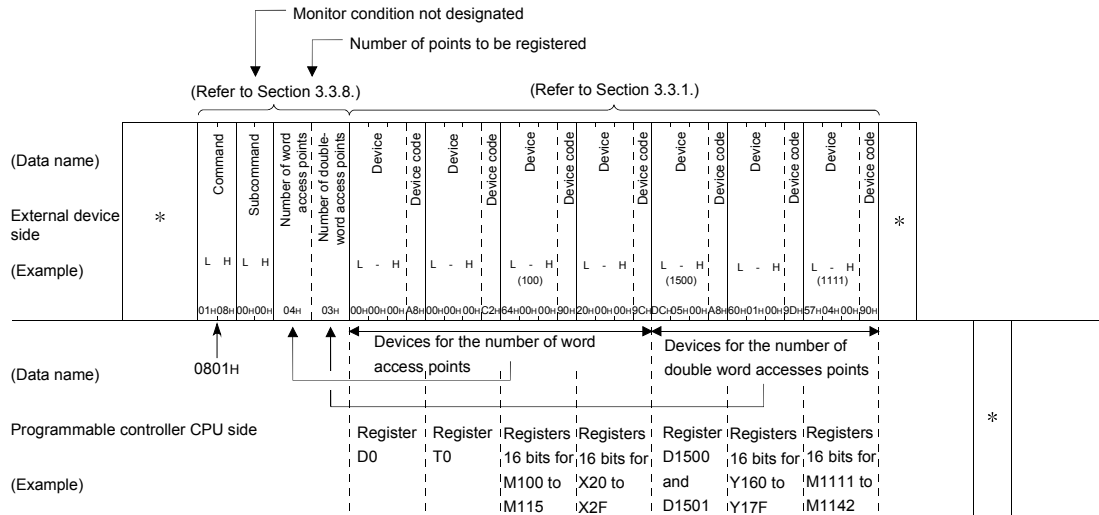 Monitor condition not designated
Number of points to be registered
(Refer to Section 3.3.8.)
(Refer to Section 3.3.1.)
(Data name)
External device
side
(Example)
*
Command
Subcommand
Number of word
access points
Number of double-
word access points
Device
Device code
Device
Device code
Device
Device code
Device
Device code
Device
Device code
Device
Device code
Device
Device code
*
L H L H L - H L - H L - H L - H L - H L - H L - H
(100) (1500) (1111)
01H 08H 00H 00H 04H 03H 00H 00H 00H A8H 00H 00H 00H C2H 64H 00H 00H 90H 20H 00H 00H 9CH DCH 05H 00H A8H 60H 01H 00H 9DH 57H 04H 00H 90H
0801H
Devices for the number of word
access points
Devices for the number of
double word accesses points
(Data name)
Programmable controller CPU side
(Example)
Register
D0
Register
T0
Registers
16 bits for
M100 to
M115
Registers
16 bits for
X20 to
X2F
Register
D1500
and
D1501
Registers
16 bits for
Y160 to
Y17F
Registers
16 bits for
M1111 to
M1142
*